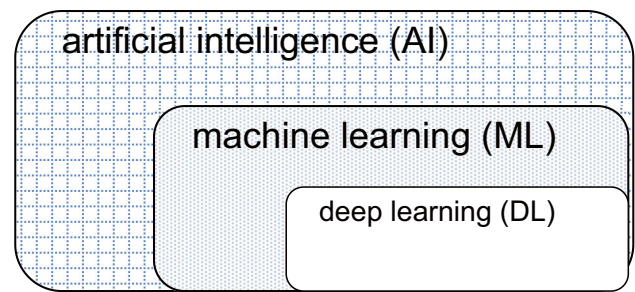 artificial intelligence (AI)
machine learning (ML)
deep learning (DL)